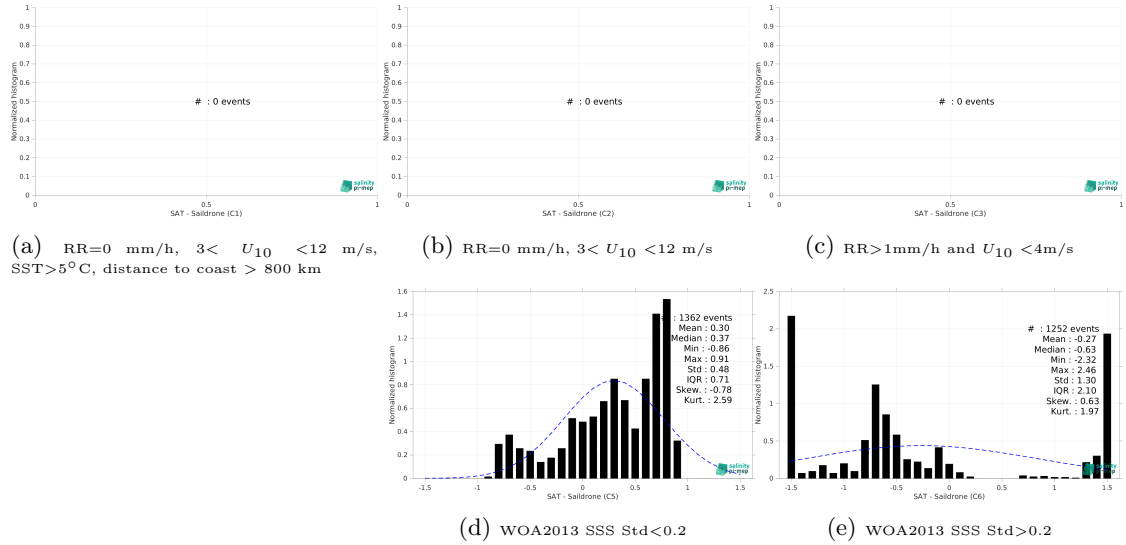 1
0.9
0.8
0.7
0.6
0.5
0.4
0.3
0.2
0.1
0
Normalized histogram
# : 0 events
salinity
pi-mep
0 0.5 1
SAT - Saildrone (C1)
(a) RR=0 mm/h, 3< U10 <12 m/s,
SST>5°C, distance to coast > 800 km
1
0.9
0.8
0.7
0.6
0.5
0.4
0.3
0.2
0.1
0
Normalized histogram
# : 0 events
salinity
pi-mep
0 0.5 1
SAT - Saildrone (C2)
(b) RR=0 mm/h, 3< U10 <12 m/s
1
0.9
0.8
0.7
0.6
0.5
0.4
0.3
0.2
0.1
0
Normalized histogram
# : 0 events
salinity
pi-mep
0 0.5 1
SAT - Saildrone (C3)
(c) RR>1mm/h and U10 <4m/s
1.6
1.4
1.2
1
0.8
0.6
0.4
0.2
0
Normalized histogram
# : 1362 events
Mean : 0.30
Median : 0.37
Min : -0.86
Max : 0.91
Std : 0.48
IQR : 0.71
Skew. : -0.78
Kurt. : 2.59
salinity
pi-mep
-1.5 -1 -0.5 0 0.5 1 1.5
SAT - Saildrone (C5)
(d) WOA2013 SSS Std<0.2
2.5
2
1.5
1
0.5
0
Normalized histogram
# : 1252 events
Mean : -0.27
Median : -0.63
Min : -2.32
Max : 2.46
Std : 1.30
IQR : 2.10
Skew. : 0.63
Kurt. : 1.97
-1.5 -1 -0.5 0 0.5 1 1.5
SAT - Saildrone (C6)
(e) WOA2013 SSS Std>0.2